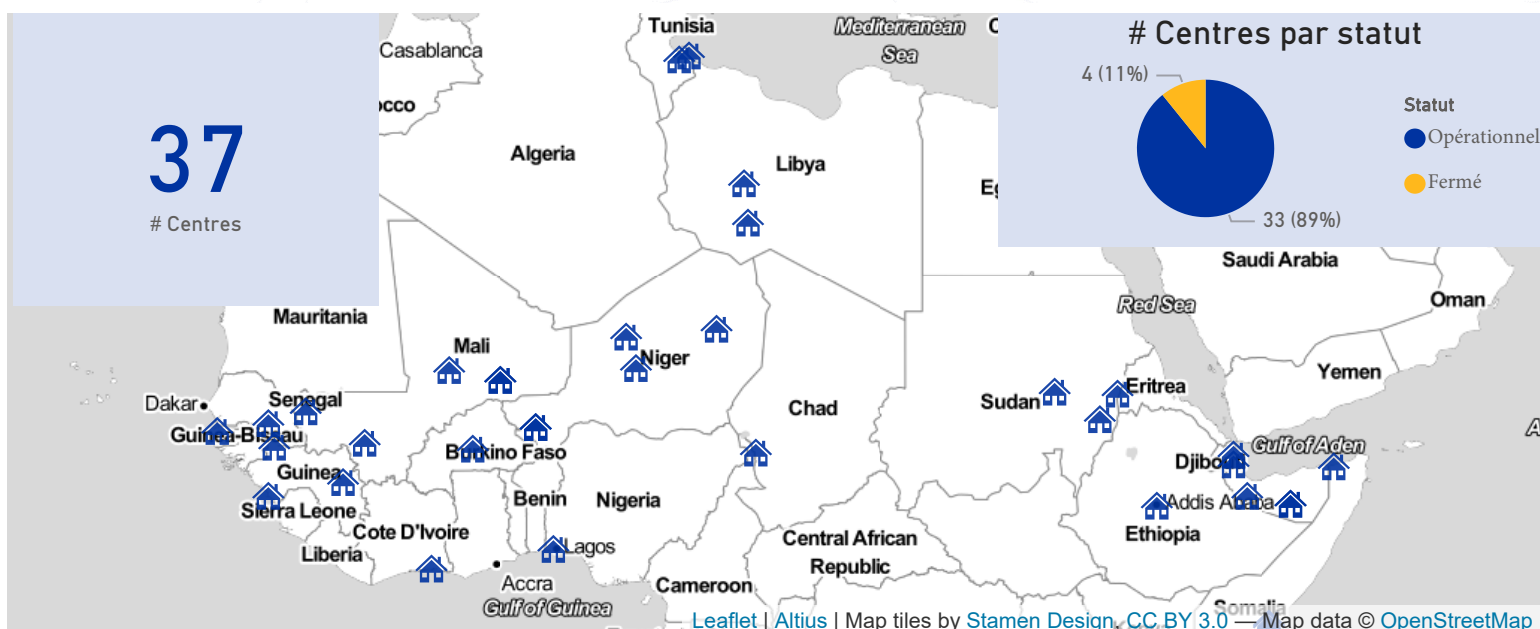 37
# Centres
# Centres par statut
4 (11%)
33 (89%)
Statut
Opérationnel
Fermé
Tunisia
Mediterranean
Sea
Casablanca
Algeria
Libya
Saudi Arabia
Oman
Red Sea
Mauritania
Mali
Niger
Yemen
Dakar
Senegal
Chad
Sudan
Eritrea
Guinea-Bissau
Burkino Faso
Gulf of Aden
Djibouti
Guinea
Benin
Nigeria
Addis Ababa
Sierra Leone
Cote D'Ivoire
Ethiopia
Liberia
Lagos
Central African
Republic
Accra
Cameroon
Gulf of Guinea
Somalia
Leaflet | Altius | Map tiles by Stamen Design, CC BY 3.0 — Map data © OpenStreetMap